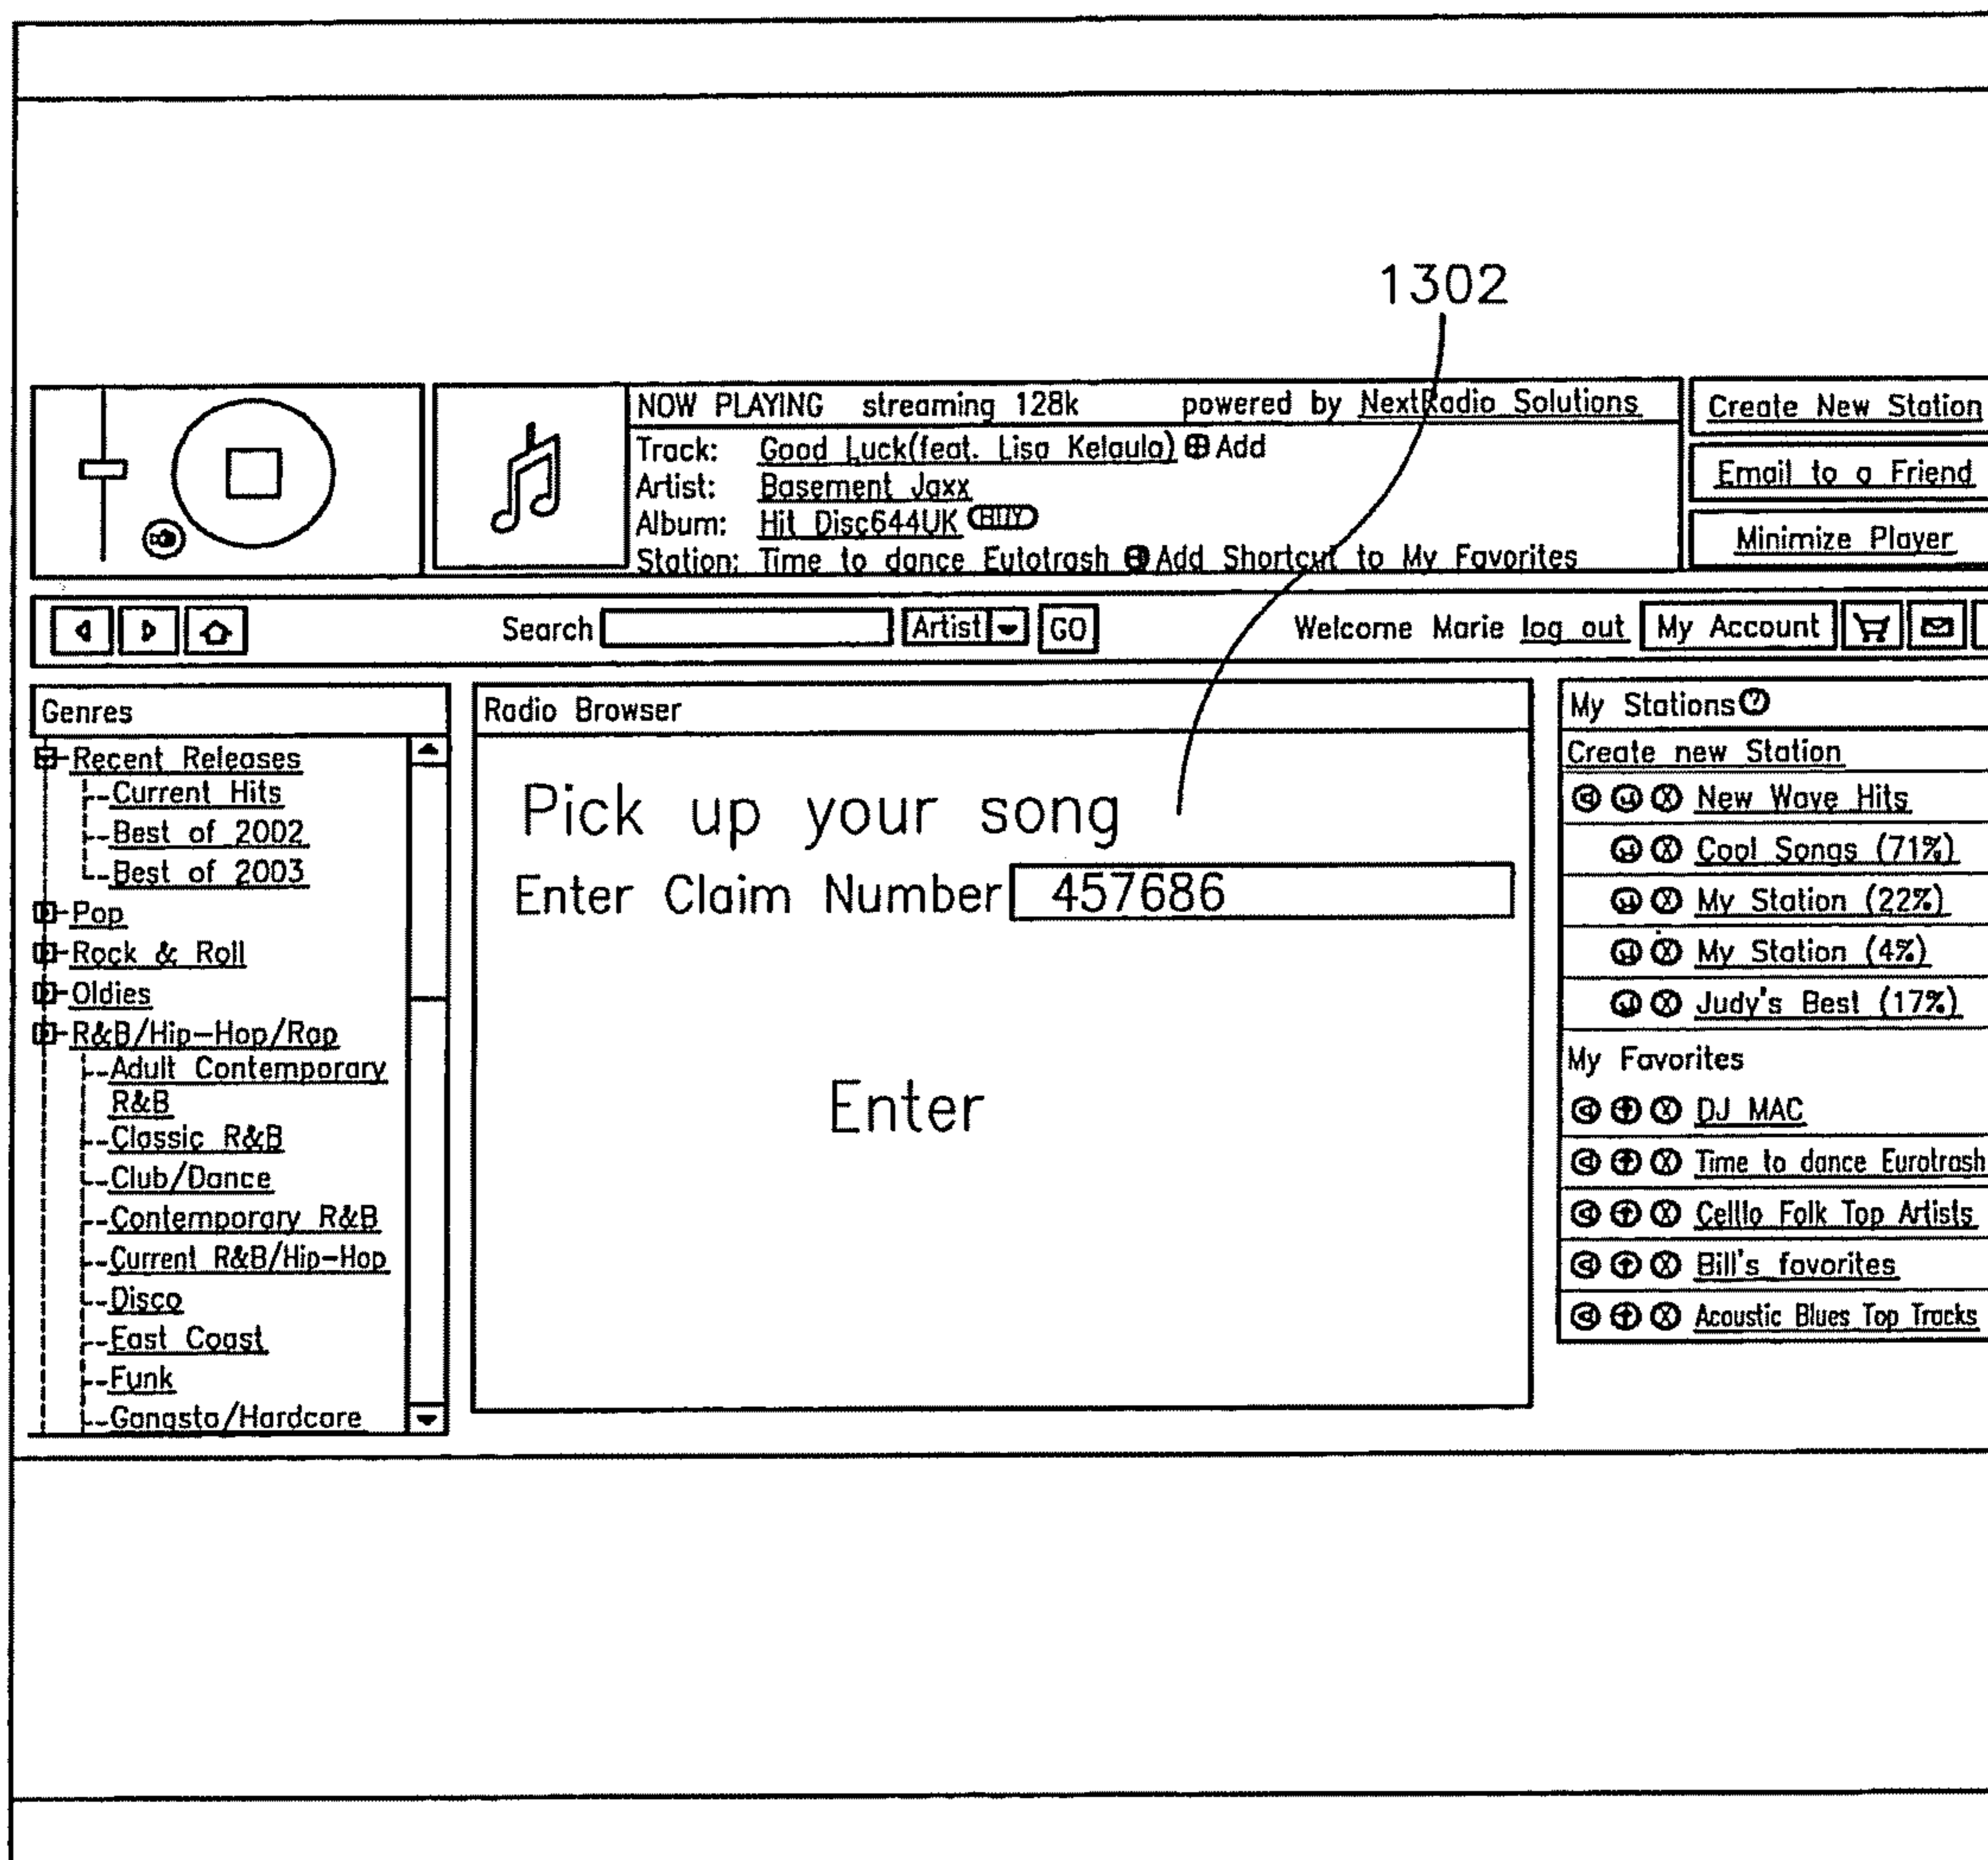 1302
NOW PLAYING streaming 128k powered by NextRadio Solutions
Track: Good Luck(feat. Lisa Kelaula) Add
Artist: Basement Jaxx
Album: Hit Disc644UK BUY
Station: Time to dance Eutotrash Add Shortcut to My Favorites
Create New Station
Email to a Friend
Minimize Player
Search Artist GO Welcome Marie log out My Account
Genres
Recent Releases
Current Hits
Best of 2002
Best of 2003
Pop
Rock & Roll
Oldies
R&B/Hip-Hop/Rap
Adult Contemporary
R&B
Classic R&B
Club/Dance
Contemporary R&B
Current R&B/Hip-Hop
Disco
East Coast
Funk
Gangsta/Hardcore
Radio Browser
Pick up your song
Enter Claim Number 457686
Enter
My Stations ?
Create new Station
New Wave Hits
Cool Songs (71%)
My Station (22%)
My Station (4%)
Judy's Best (17%)
My Favorites
DJ MAC
Time to dance Eurotrash
Celllo Folk Top Artists
Bill's favorites
Acoustic Blues Top Tracks